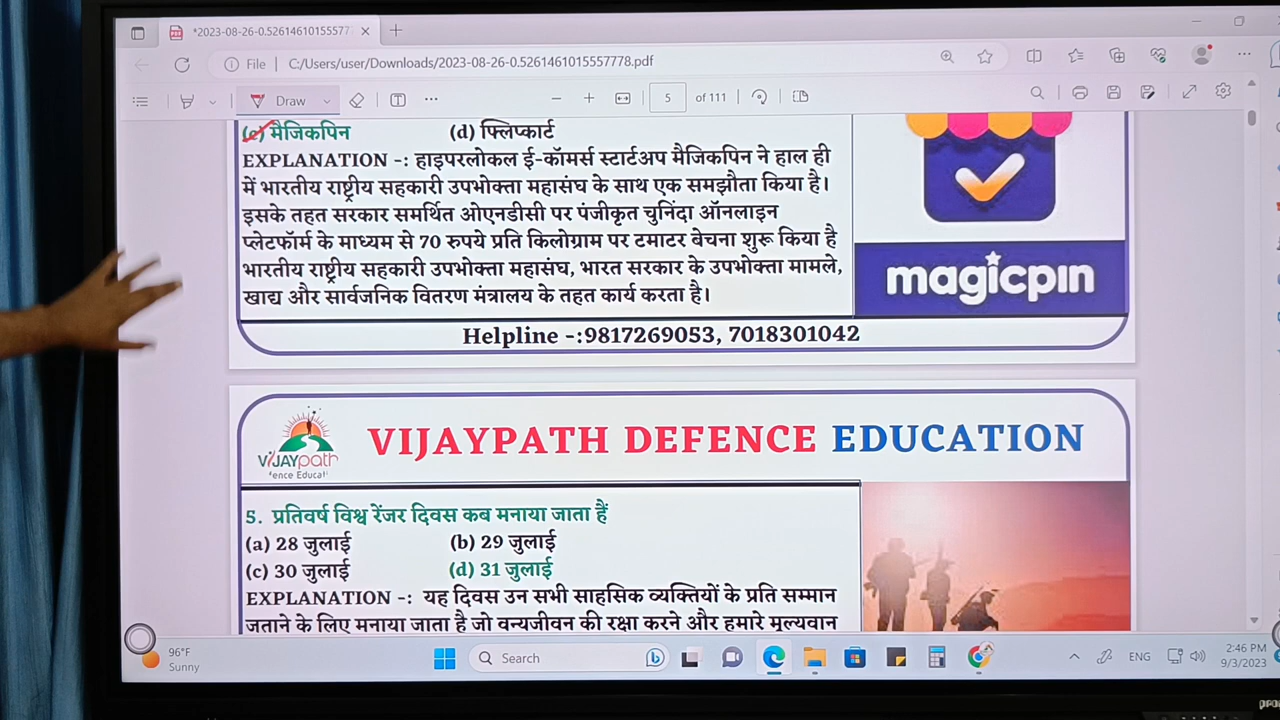 *2023-08-26-0.52614610155577
File | C:/Users/user/Downloads/2023-08-26-0.5261461015557778.pdf
Draw 5 of 111
(c) मैजिकपिन (d) फ्लिप्कार्ट
EXPLANATION -: हाइपरलोकल ई-कॉमर्स स्टार्टअप मैजिकपिन ने हाल ही
में भारतीय राष्ट्रीय सहकारी उपभोक्ता महासंघ के साथ एक समझौता किया है।
इसके तहत सरकार समर्थित ओएनडीसी पर पंजीकृत चुनिंदा ऑनलाइन
प्लेटफॉर्म के माध्यम से 70 रुपये प्रति किलोग्राम पर टमाटर बेचना शुरू किया है
भारतीय राष्ट्रीय सहकारी उपभोक्ता महासंघ, भारत सरकार के उपभोक्ता मामले,
खाद्य और सार्वजनिक वितरण मंत्रालय के तहत कार्य करता है।
magicpin
Helpline -:9817269053, 7018301042
VIJAYPATH DEFENCE EDUCATION
VIJAYpath
5. प्रतिवर्ष विश्व रेंजर दिवस कब मनाया जाता हैं
(a) 28 जुलाई (b) 29 जुलाई
(c) 30 जुलाई (d) 31 जुलाई
EXPLANATION -: यह दिवस उन सभी साहसिक व्यक्तियों के प्रति सम्मान
जताने के लिए मनाया जाता है जो वन्यजीवन की रक्षा करने और हमारे मूल्यवान
96°F
Sunny
Search
ENG
2:46 PM
9/3/2023